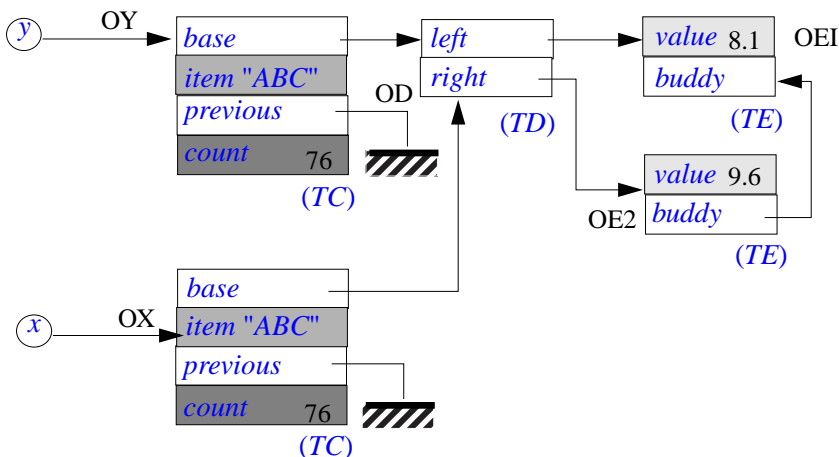 y
OY
base
item "ABC"
previous
count 76
(TC)
OD
left
right
(TD)
value 8.1
OEI
buddy
(TE)
value 9.6
OE2
buddy
(TE)
x
OX
base
item "ABC"
previous
count 76
(TC)